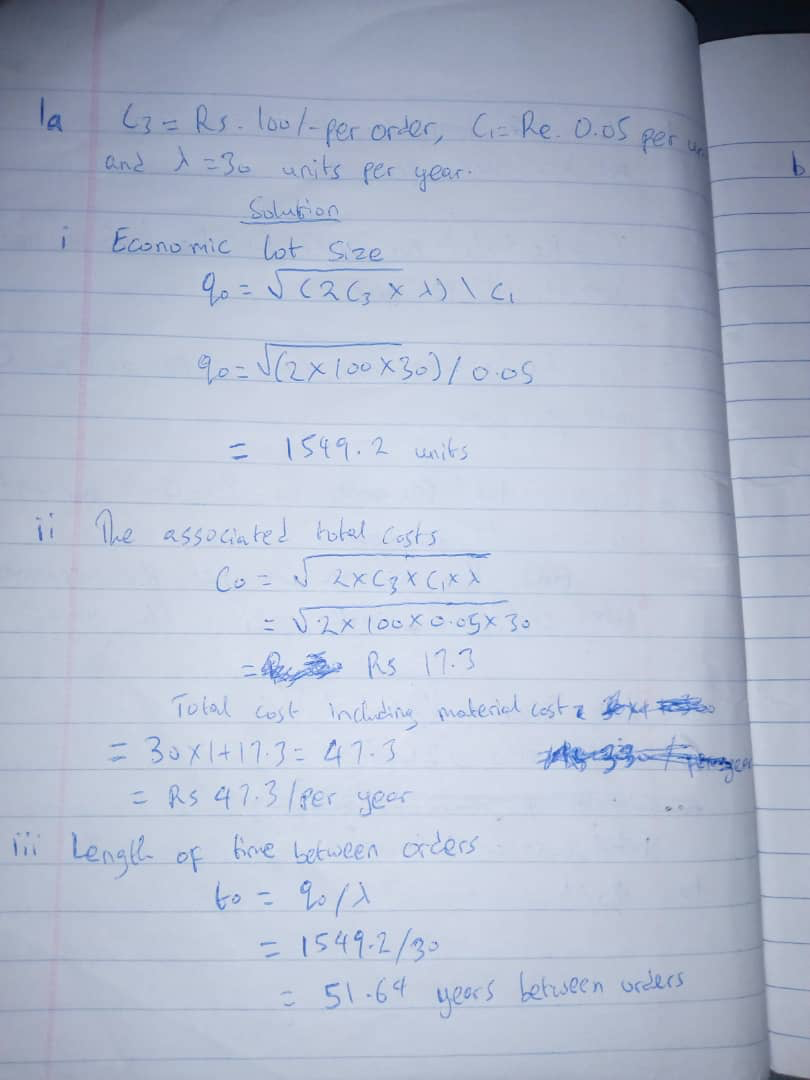 1a C3 = Rs. 100/- per order, C1 = Re. 0.05 per
and λ = 30 units per year.
Solution
i Economic lot size
q0 = √(2C3 × λ) \ C1
q0 = √(2×100×30) / 0.05
= 1549.2 units
ii The associated total costs
C0 = √2×C3×C1×λ
= √2×100×0.05×30
= Rs 17.3
Total cost including material cost =
= 30×1+17.3 = 47.3
= Rs 47.3/per year
iii Length of time between orders
t0 = q0/λ
= 1549.2/30
= 51.64 years between orders
b